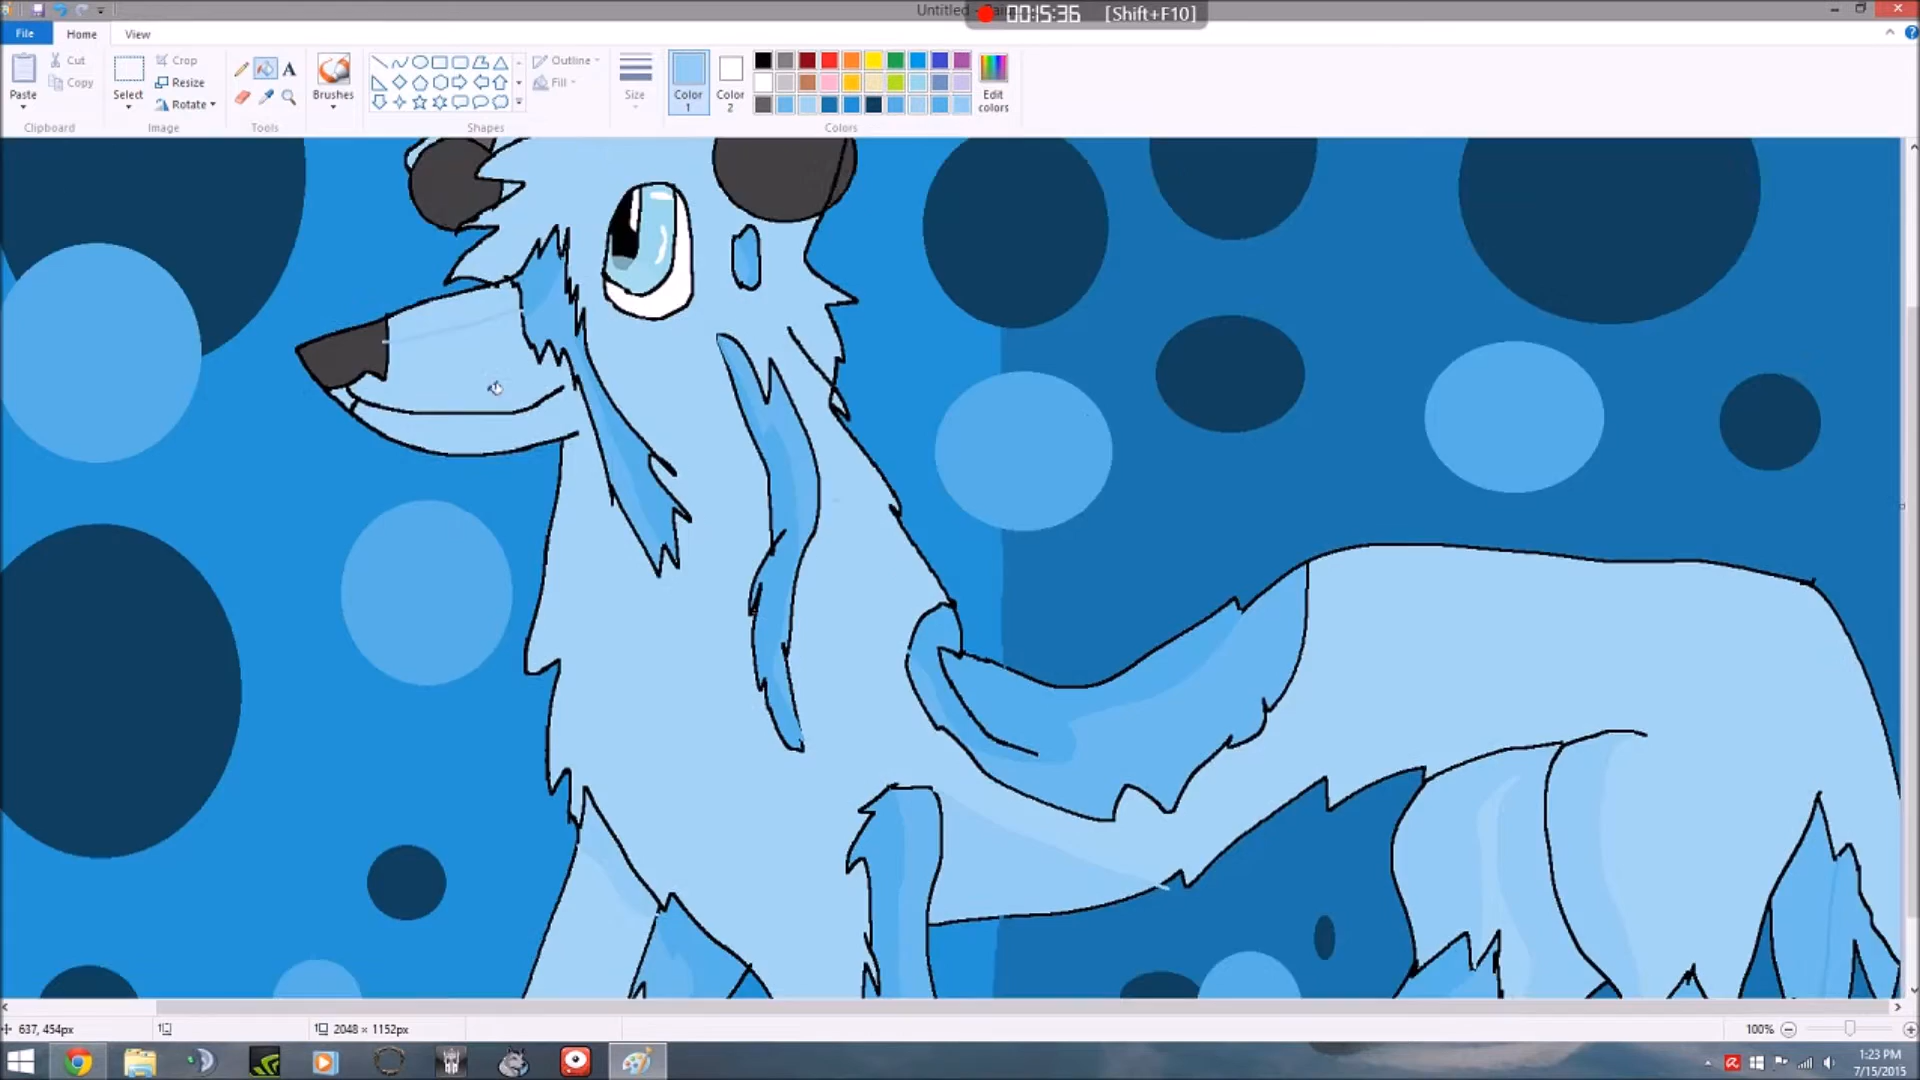 Untitled -
00:15:36 [Shift+F10]
File Home View
Paste
Cut
Copy
Clipboard
Select
Crop
Resize
Rotate
Image
A
Tools
Brushes
Outline
Fill
Shapes
Size
Color 1
Color 2
Edit colors
Colors
637, 454px
2048 × 1152px
100%
1:23 PM
7/15/2015